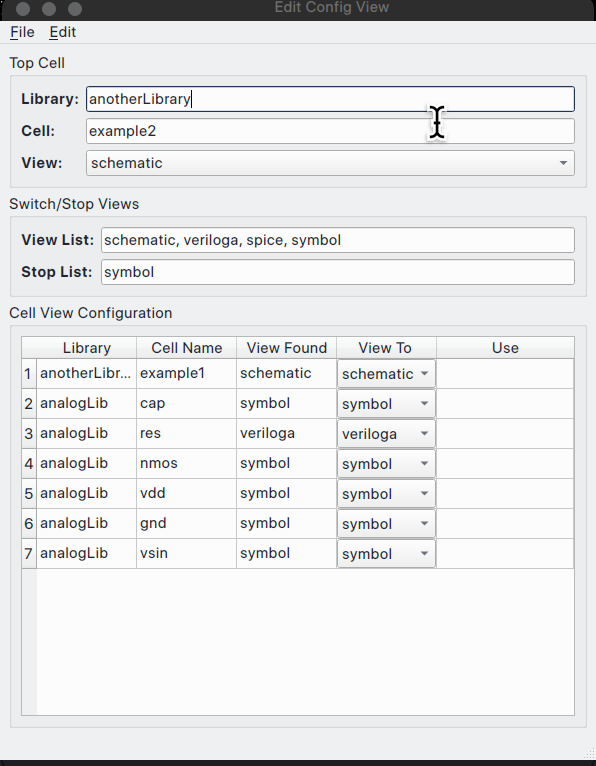 Edit Config View
File Edit
Top Cell
Library: anotherLibrary
Cell: example2
View: schematic
Switch/Stop Views
View List: schematic, veriloga, spice, symbol
Stop List: symbol
Cell View Configuration
Library Cell Name View Found View To Use
1 anotherLibr... example1 schematic schematic
2 analogLib cap symbol symbol
3 analogLib res veriloga veriloga
4 analogLib nmos symbol symbol
5 analogLib vdd symbol symbol
6 analogLib gnd symbol symbol
7 analogLib vsin symbol symbol